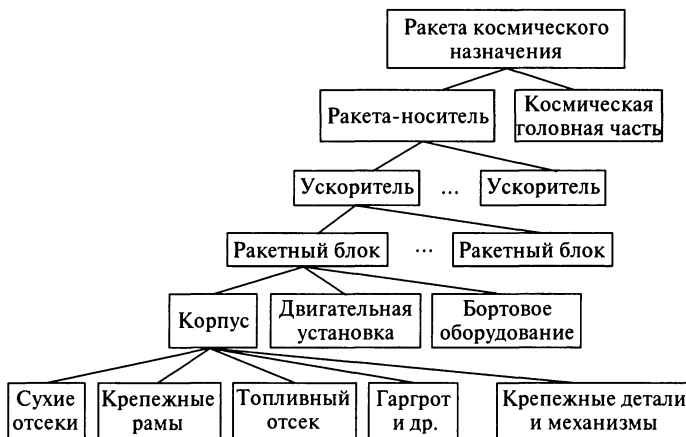 Ракета космического
назначения
Ракета-носитель
Космическая
головная часть
Ускоритель ... Ускоритель
Ракетный блок ... Ракетный блок
Корпус
Двигательная
установка
Бортовое
оборудование
Сухие
отсеки
Крепежные
рамы
Топливный
отсек
Гаргрот
и др.
Крепежные детали
и механизмы